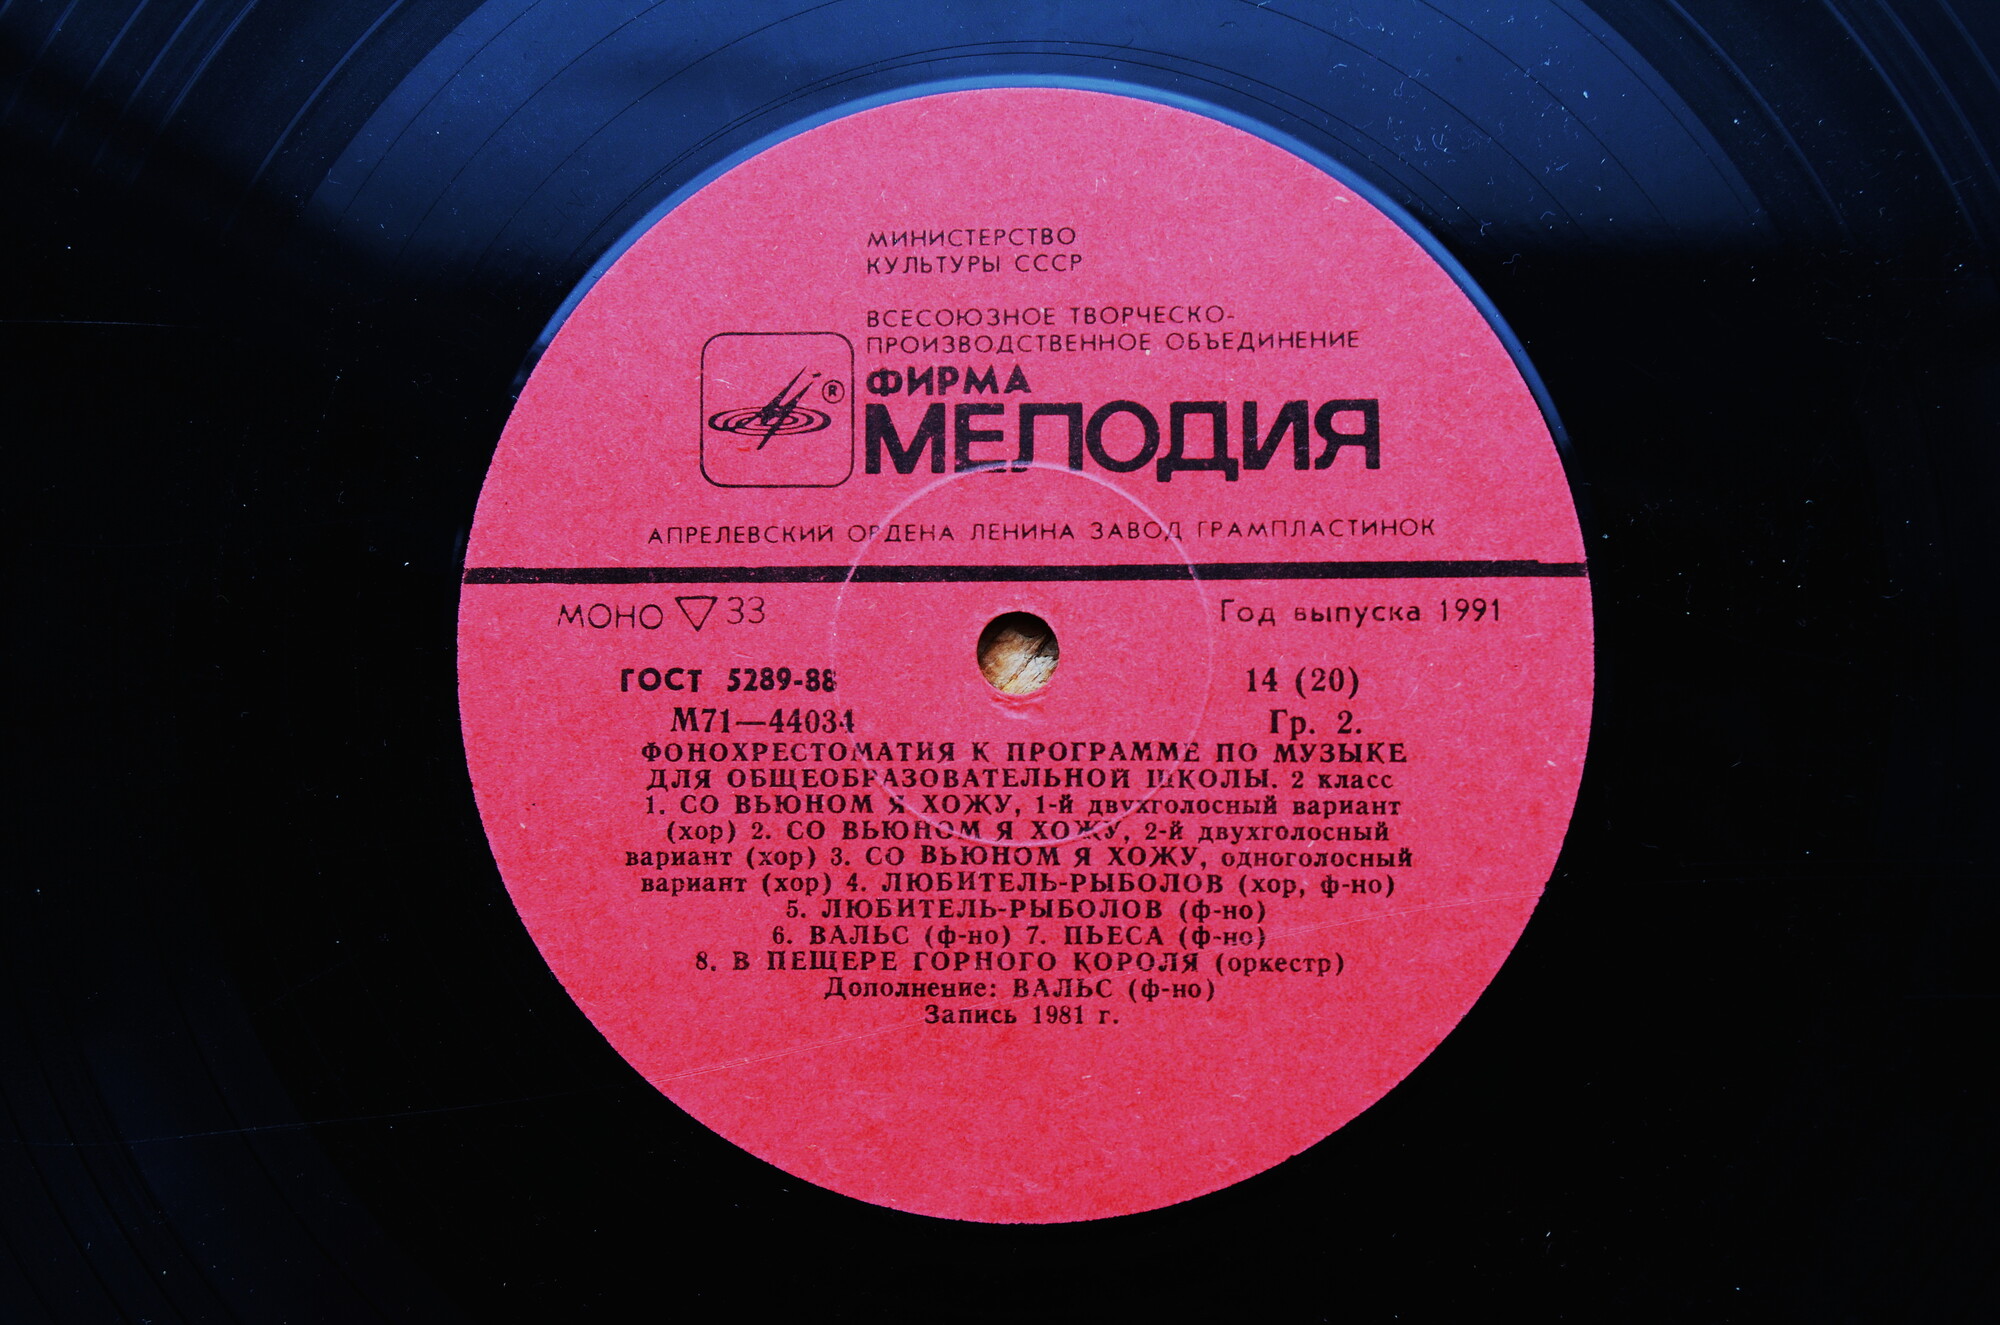 МИНИСТЕРСТВО
КУЛЬТУРЫ СССР
ВСЕСОЮЗНОЕ ТВОРЧЕСКО-
ПРОИЗВОДСТВЕННОЕ ОБЪЕДИНЕНИЕ
ФИРМА
®
МЕЛОДИЯ
АПРЕЛЕВСКИЙ ОРДЕНА ЛЕНИНА ЗАВОД ГРАМПЛАСТИНОК
МОНО ▽ 33
Год выпуска 1991
ГОСТ 5289-88
14 (20)
М71—44034
Гр. 2.
ФОНОХРЕСТОМАТИЯ К ПРОГРАММЕ ПО МУЗЫКЕ
ДЛЯ ОБЩЕОБРАЗОВАТЕЛЬНОЙ ШКОЛЫ. 2 класс
1. СО ВЬЮНОМ Я ХОЖУ, 1-й двухголосный вариант
(хор) 2. СО ВЬЮНОМ Я ХОЖУ, 2-й двухголосный
вариант (хор) 3. СО ВЬЮНОМ Я ХОЖУ, одноголосный
вариант (хор) 4. ЛЮБИТЕЛЬ-РЫБОЛОВ (хор, ф-но)
5. ЛЮБИТЕЛЬ-РЫБОЛОВ (ф-но)
6. ВАЛЬС (ф-но) 7. ПЬЕСА (ф-но)
8. В ПЕЩЕРЕ ГОРНОГО КОРОЛЯ (оркестр)
Дополнение: ВАЛЬС (ф-но)
Запись 1981 г.